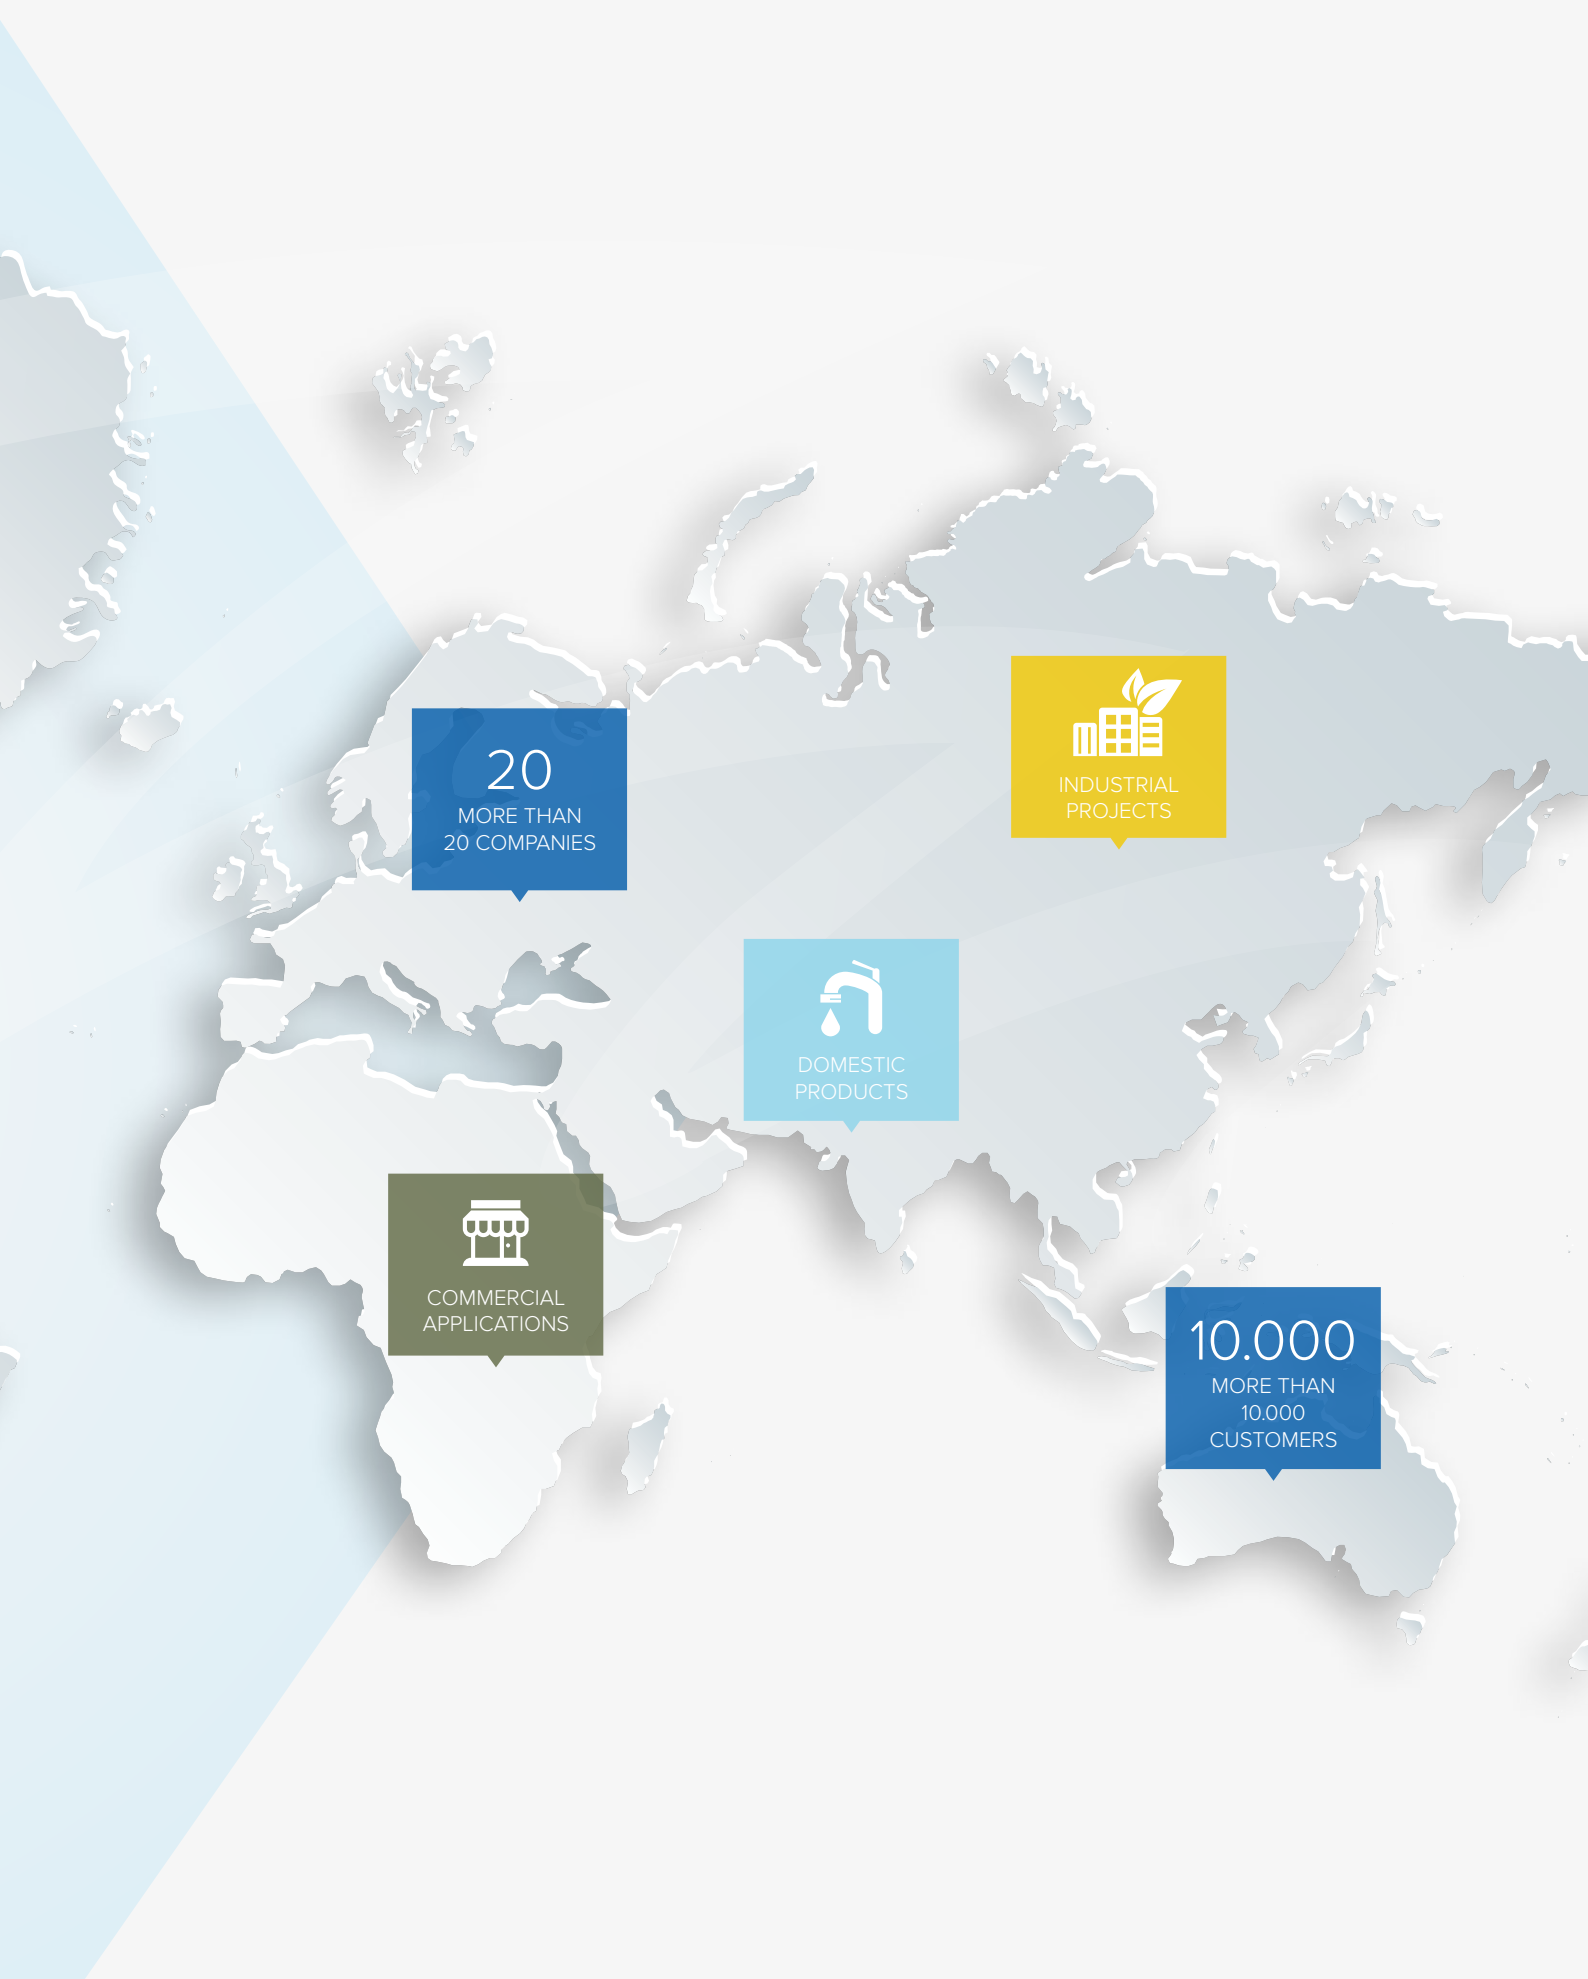 INDUSTRIAL
PROJECTS
20
MORE THAN
20 COMPANIES
DOMESTIC
PRODUCTS
COMMERCIAL
APPLICATIONS
10.000
MORE THAN
10.000
CUSTOMERS